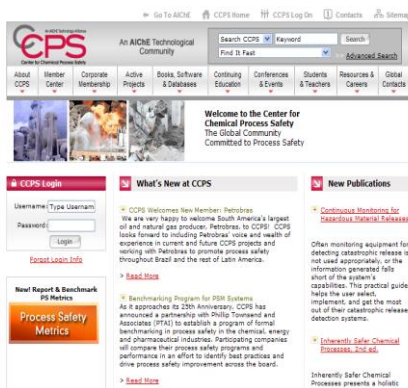 Go To AIChE CCPS Home CCPS Log On Contacts Sitemap
An AIChE Technology Alliance
CCPS
Center for Chemical Process Safety
An AIChE Technological
Community
Search CCPS Keyword Search
Find It Fast Advanced Search
About CCPS
Member Center
Corporate Membership
Active Projects
Books, Software & Databases
Continuing Education
Conferences & Events
Students & Teachers
Resources & Careers
Global Contacts
Welcome to the Center for
Chemical Process Safety
The Global Community
Committed to Process Safety
CCPS Login
Username: Type Usernam
Password:
Login
Forgot Login Info
New! Report & Benchmark
PS Metrics
Process Safety
Metrics
What's New at CCPS
CCPS Welcomes New Member: Petrobras
We are very happy to welcome South America's largest
oil and natural gas producer, Petrobras, to CCPS! CCPS
looks forward to including Petrobras' voice and wealth of
experience in current and future CCPS projects and
working with Petrobras to promote process safety
throughout Brazil and the rest of Latin America.
> Read More
Benchmarking Program for PSM Systems
As it approaches its 25th Anniversary, CCPS has
announced a partnership with Phillip Townsend and
Associates (PTAI) to establish a program of formal
benchmarking in process safety in the chemical, energy
and pharmaceutical industries. Participating companies
will compare their process safety programs and
performance in an effort to identify best practices and
drive process safety improvement across the board.
> Read More
New Publications
Continuous Monitoring for
Hazardous Material Releases
Often monitoring equipment for
detecting catastrophic release is
not used appropriately, or the
information generated falls
short of the system's
capabilities. This practical guide
helps the user select,
implement, and get the most
out of their catastrophic release
detection systems.
Inherently Safer Chemical
Processes, 2nd ed.
Inherently Safer Chemical
Processes presents a holistic